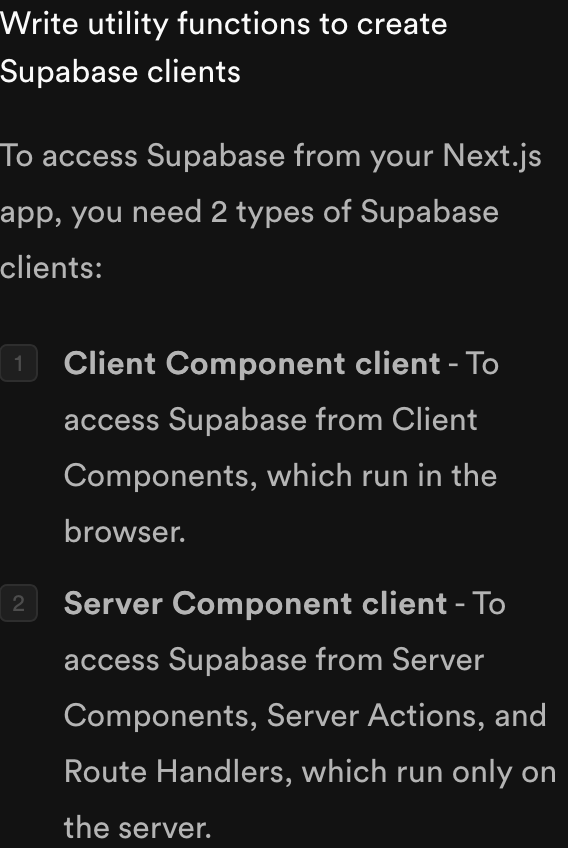 Write utility functions to create
Supabase clients
To access Supabase from your Next.js
app, you need 2 types of Supabase
clients:
1 Client Component client - To
access Supabase from Client
Components, which run in the
browser.
2 Server Component client - To
access Supabase from Server
Components, Server Actions, and
Route Handlers, which run only on
the server.